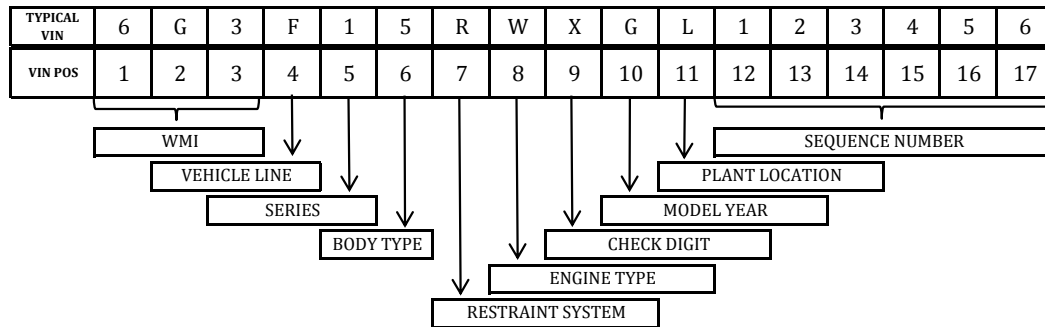 TYPICAL VIN 6 G 3 F 1 5 R W X G L 1 2 3 4 5 6
VIN POS 1 2 3 4 5 6 7 8 9 10 11 12 13 14 15 16 17
WMI SEQUENCE NUMBER
VEHICLE LINE PLANT LOCATION
SERIES MODEL YEAR
BODY TYPE CHECK DIGIT
ENGINE TYPE
RESTRAINT SYSTEM